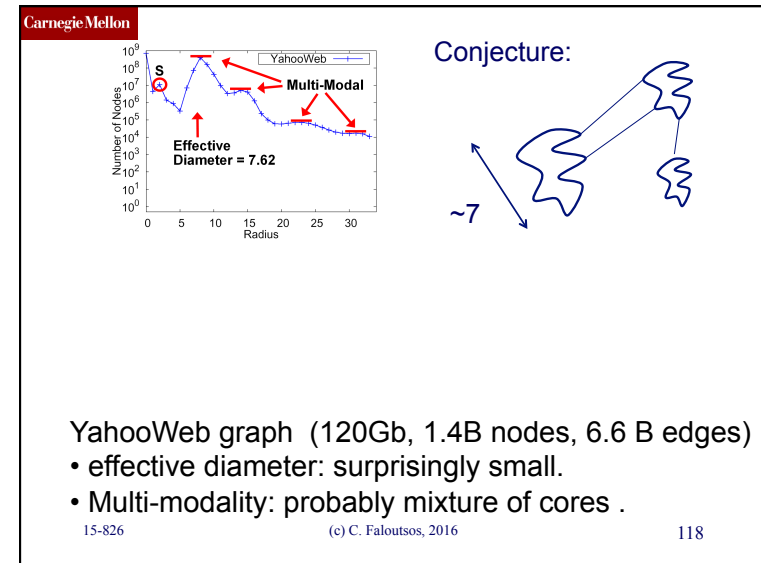 Carnegie Mellon
Conjecture:
10^9
10^8
10^7
10^6
10^5
10^4
10^3
10^2
10^1
10^0
Number of Nodes
YahooWeb
S
Multi-Modal
Effective
Diameter = 7.62
0 5 10 15 20 25 30
Radius
~7
YahooWeb graph (120Gb, 1.4B nodes, 6.6 B edges)
• effective diameter: surprisingly small.
• Multi-modality: probably mixture of cores .
15-826 (c) C. Faloutsos, 2016 118